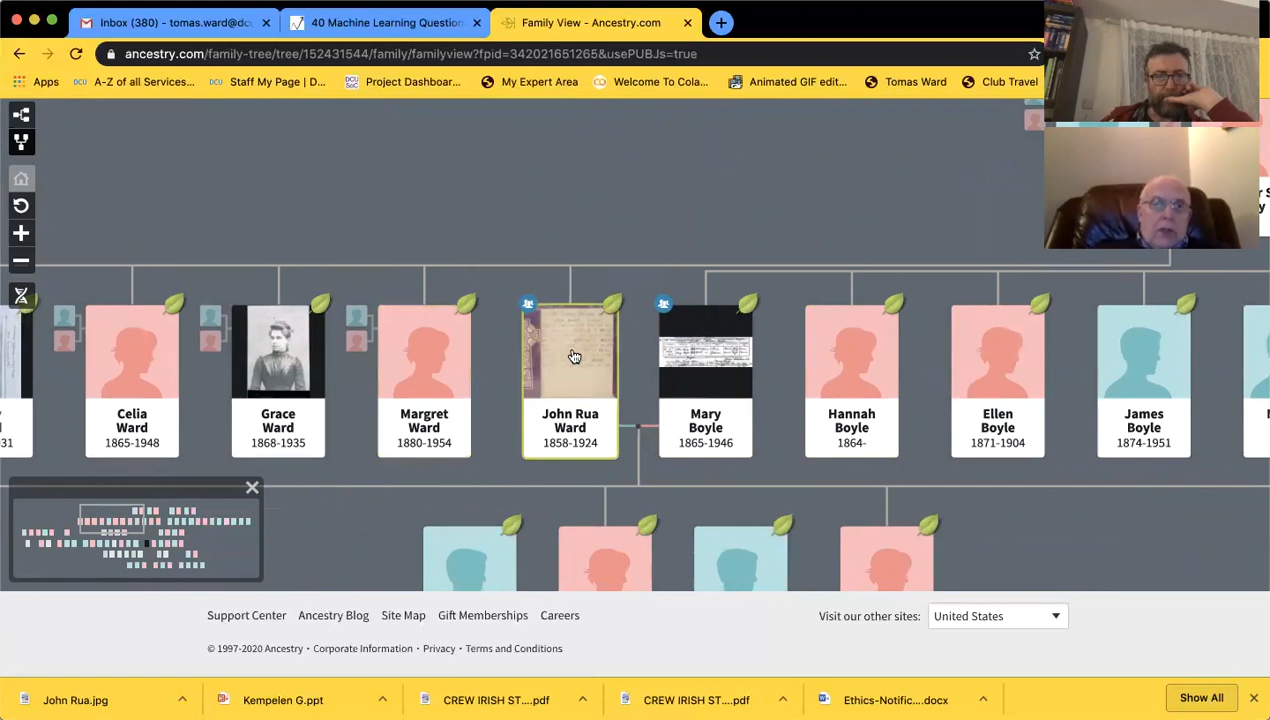 Inbox (380) - tomas.ward@dc
40 Machine Learning Question
Family View - Ancestry.com
ancestry.com/family-tree/tree/152431544/family/familyview?fpid=342021651265&usePUBJs=true
Apps
DCU A-Z of all Services...
DCU Staff My Page | D...
Project Dashboar...
My Expert Area
Welcome To Cola...
Animated GIF edit...
Tomas Ward
Club Travel
931
Celia Ward
1865-1948
Grace Ward
1868-1935
Margret Ward
1880-1954
John Rua Ward
1858-1924
Mary Boyle
1865-1946
Hannah Boyle
1864-
Ellen Boyle
1871-1904
James Boyle
1874-1951
Support Center
Ancestry Blog
Site Map
Gift Memberships
Careers
Visit our other sites:
United States
© 1997-2020 Ancestry · Corporate Information · Privacy · Terms and Conditions
John Rua.jpg
Kempelen G.ppt
CREW IRISH ST....pdf
CREW IRISH ST....pdf
Ethics-Notific....docx
Show All